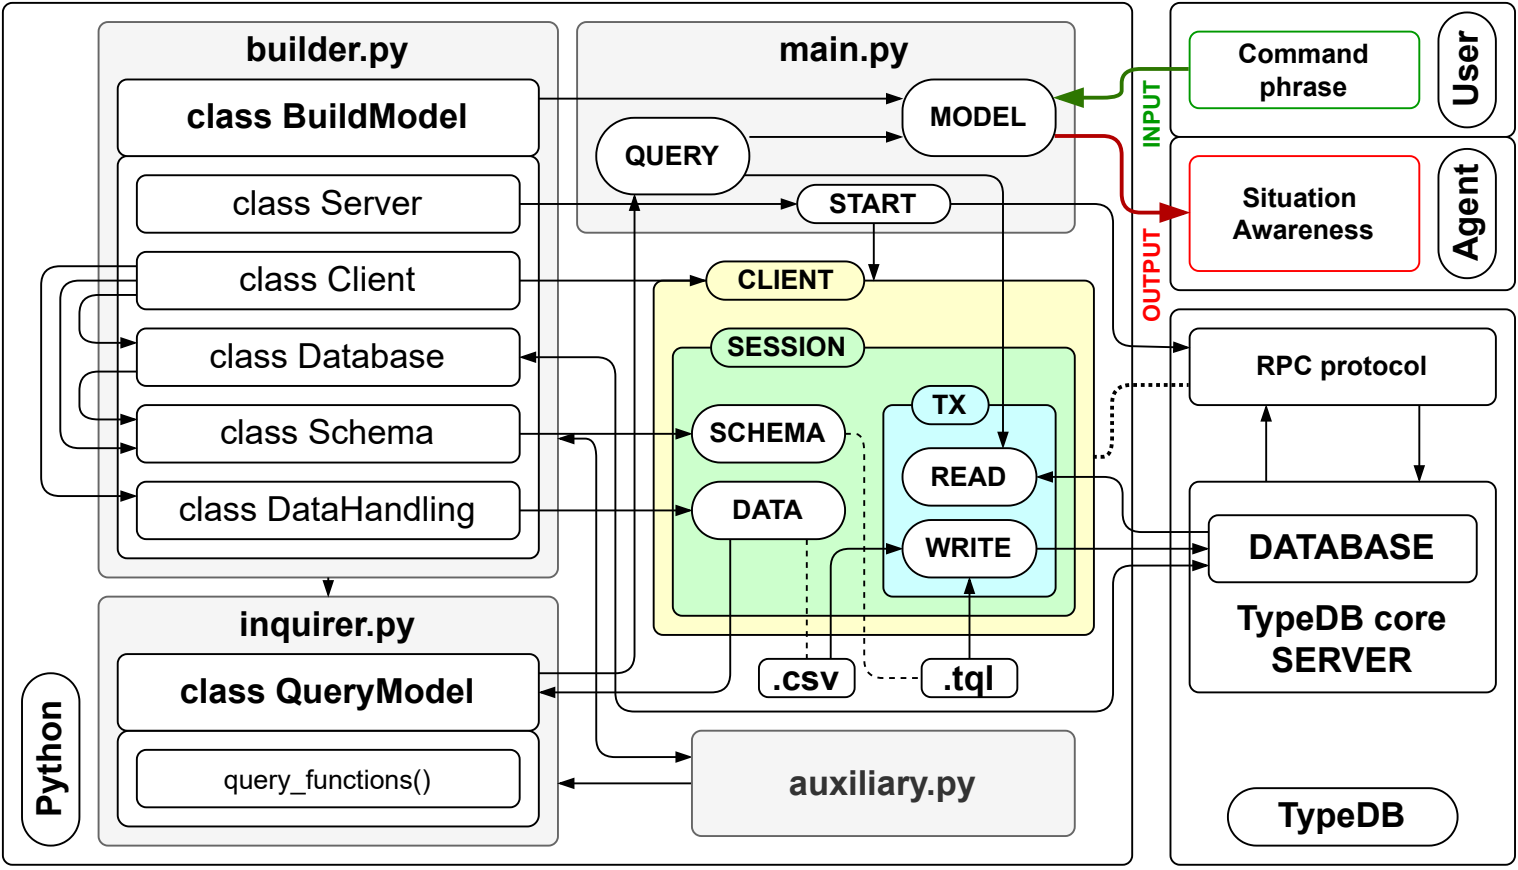 builder.py
class BuildModel
class Server
class Client
class Database
class Schema
class DataHandling
inquirer.py
class QueryModel
query_functions()
Python
main.py
MODEL
QUERY
START
CLIENT
SESSION
TX
SCHEMA
READ
DATA
WRITE
.csv
.tql
auxiliary.py
INPUT
OUTPUT
Command
phrase
User
Situation
Awareness
Agent
RPC protocol
DATABASE
TypeDB core
SERVER
TypeDB